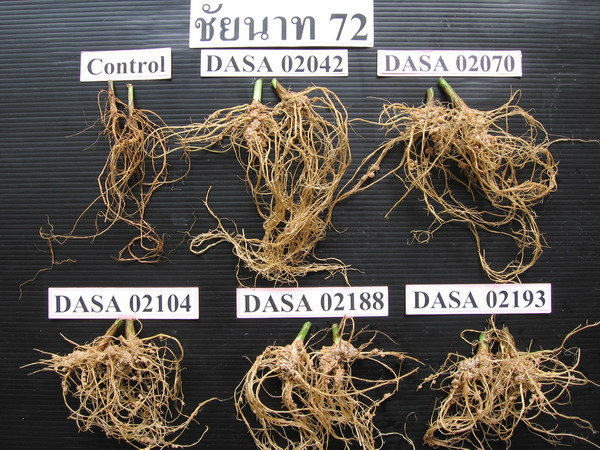 ชัยนาท 72
Control
DASA 02042
DASA 02070
DASA 02104
DASA 02188
DASA 02193